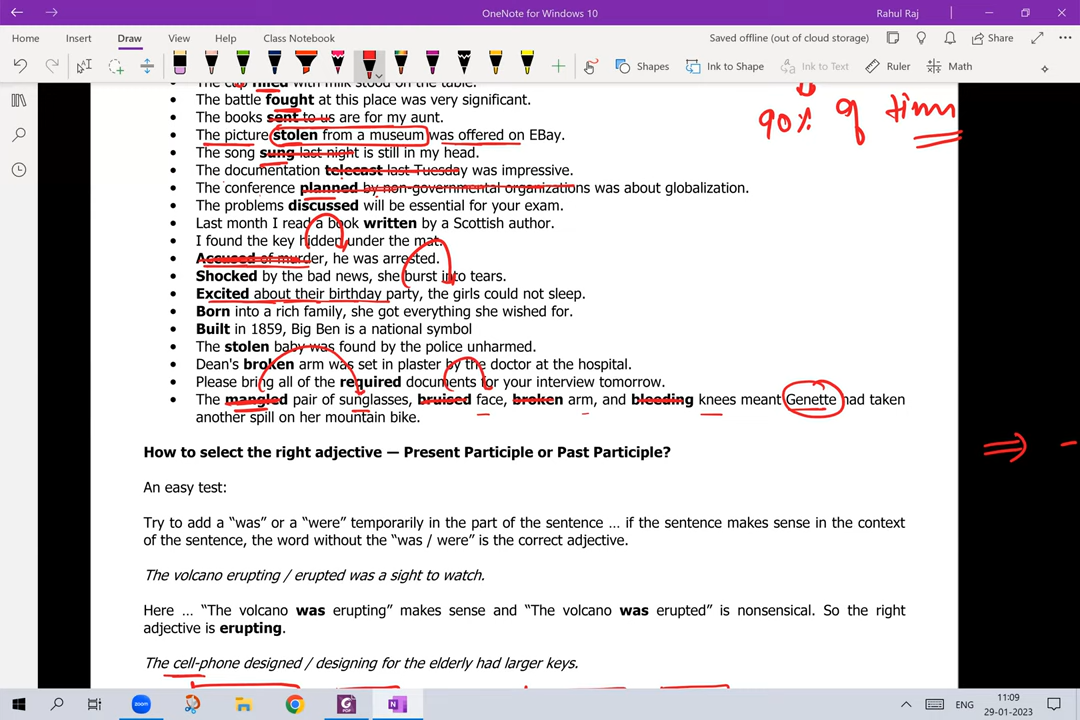 OneNote for Windows 10
Rahul Raj
Home Insert Draw View Help Class Notebook
Saved offline (out of cloud storage)
Share
Shapes
Ink to Shape
Ink to Text
Ruler
Math
90% of time
• The cup filled with milk stood on the table.
• The battle fought at this place was very significant.
• The books sent to us are for my aunt.
• The picture stolen from a museum was offered on EBay.
• The song sung last night is still in my head.
• The documentation telecast last Tuesday was impressive.
• The conference planned by non-governmental organizations was about globalization.
• The problems discussed will be essential for your exam.
• Last month I read a book written by a Scottish author.
• I found the key hidden under the mat.
• Accused of murder, he was arrested.
• Shocked by the bad news, she burst into tears.
• Excited about their birthday party, the girls could not sleep.
• Born into a rich family, she got everything she wished for.
• Built in 1859, Big Ben is a national symbol
• The stolen baby was found by the police unharmed.
• Dean's broken arm was set in plaster by the doctor at the hospital.
• Please bring all of the required documents for your interview tomorrow.
• The mangled pair of sunglasses, bruised face, broken arm, and bleeding knees meant Genette had taken
another spill on her mountain bike.
How to select the right adjective — Present Participle or Past Participle?
An easy test:
Try to add a “was” or a “were” temporarily in the part of the sentence … if the sentence makes sense in the context
of the sentence, the word without the “was / were” is the correct adjective.
The volcano erupting / erupted was a sight to watch.
Here … “The volcano was erupting” makes sense and “The volcano was erupted” is nonsensical. So the right
adjective is erupting.
The cell-phone designed / designing for the elderly had larger keys.
zoom
ENG
11:09
29-01-2023